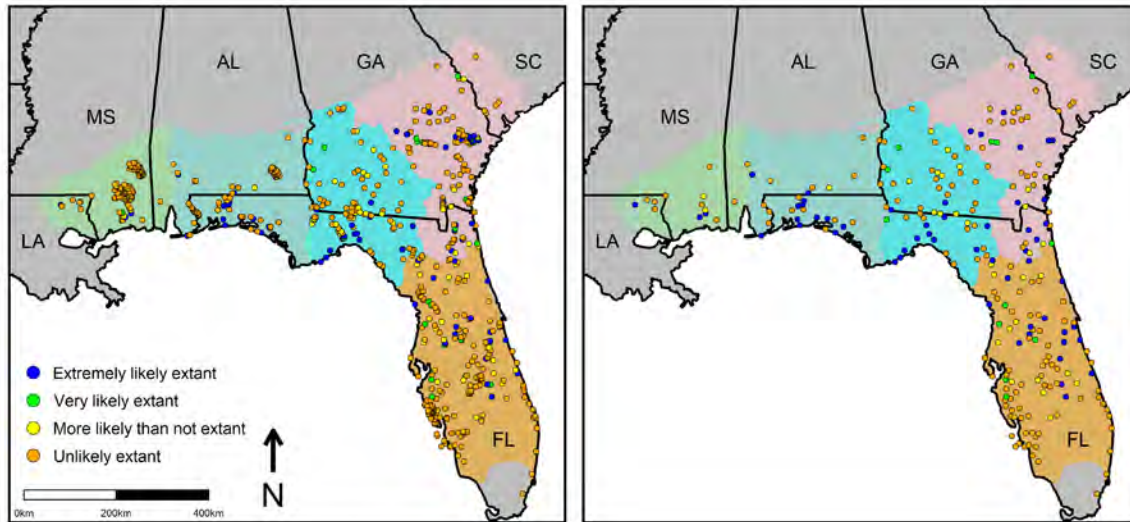 AL
GA
SC
MS
LA
FL
Extremely likely extant
Very likely extant
More likely than not extant
Unlikely extant
N
0km
200km
400km
AL
GA
SC
MS
LA
FL